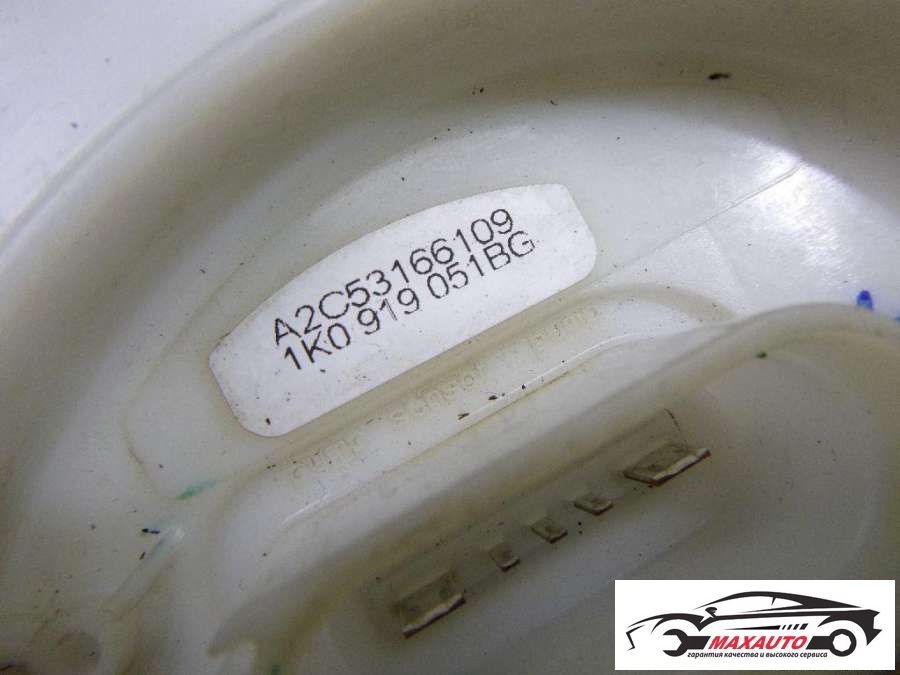 A2C53166109
1K0 919 051BG
MAXAUTO
гарантия качества и высокого сервиса